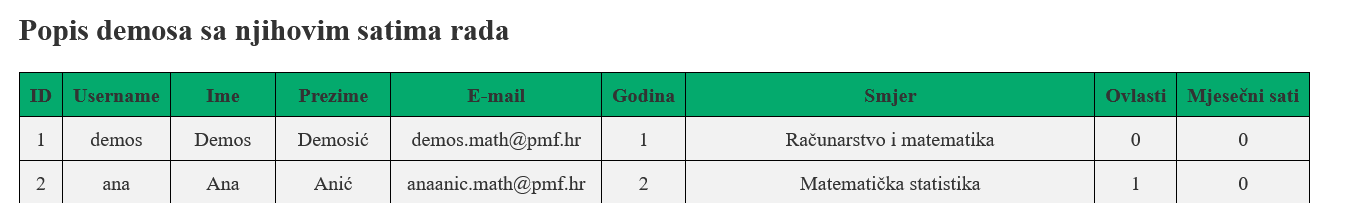 Popis demosa sa njihovim satima rada
ID Username Ime Prezime E-mail Godina Smjer Ovlasti Mjesečni sati
1 demos Demos Demosić demos.math@pmf.hr 1 Računarstvo i matematika 0 0
2 ana Ana Anić anaanic.math@pmf.hr 2 Matematička statistika 1 0